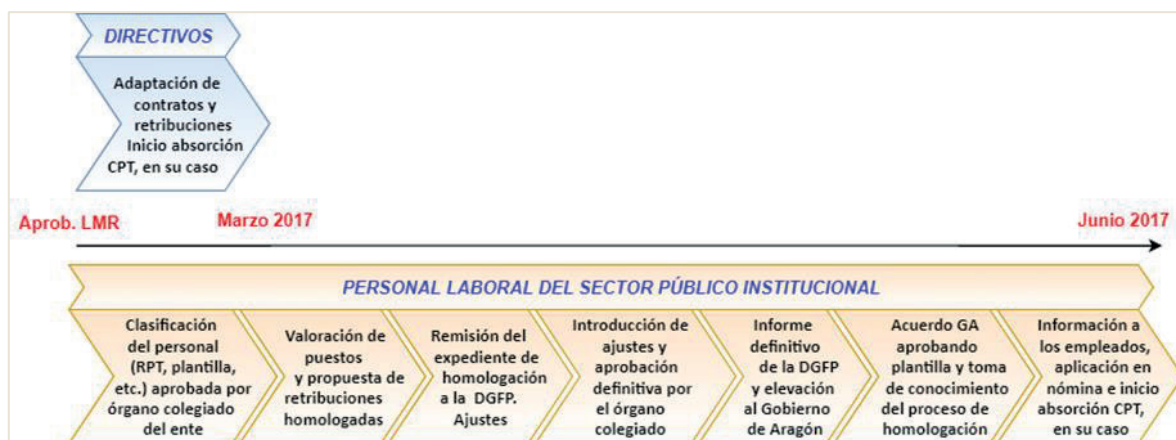 DIRECTIVOS
Adaptación de
contratos y
retribuciones
Inicio absorción
CPT, en su caso
Aprob. LMR
Marzo 2017
Junio 2017
PERSONAL LABORAL DEL SECTOR PÚBLICO INSTITUCIONAL
Clasificación
del personal
(RPT, plantilla,
etc.) aprobada por
órgano colegiado
del ente
Valoración de
puestos
y propuesta de
retribuciones
homologadas
Remisión del
expediente de
homologación
a la DGFP.
Ajustes
Introducción de
ajustes y
aprobación
definitiva por
el órgano
colegiado
Informe
definitivo
de la DGFP
y elevación
al Gobierno
de Aragón
Acuerdo GA
aprobando
plantilla y toma
de conocimiento
del proceso de
homologación
Información a
los empleados,
aplicación en
nómina e inicio
absorción CPT,
en su caso